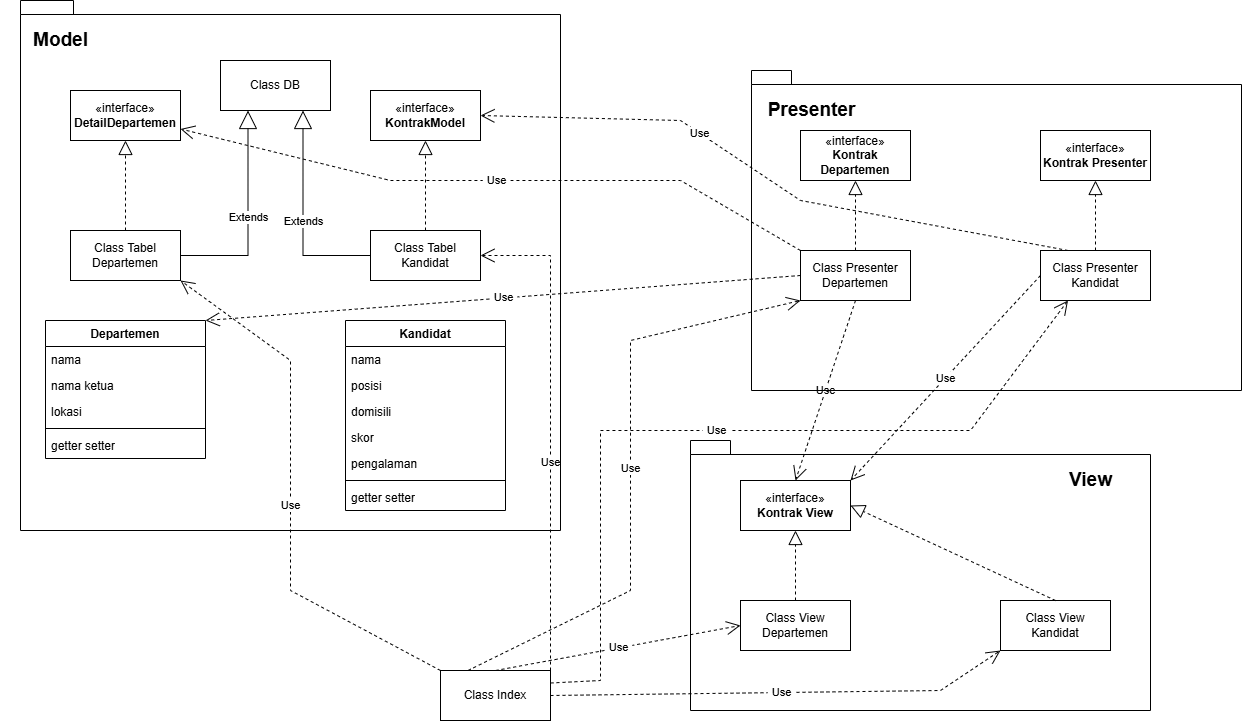 Model
Class DB
«interface»
DetailDepartemen
«interface»
KontrakModel
Use
Extends
Extends
Class Tabel
Departemen
Class Tabel
Kandidat
Use
Departemen
nama
nama ketua
lokasi
getter setter
Kandidat
nama
posisi
domisili
skor
pengalaman
getter setter
Presenter
Use
«interface»
Kontrak
Departemen
«interface»
Kontrak Presenter
Class Presenter
Departemen
Class Presenter
Kandidat
Use
Use
Use
Use
Use
Use
View
«interface»
Kontrak View
Class View
Departemen
Class View
Kandidat
Use
Use
Class Index